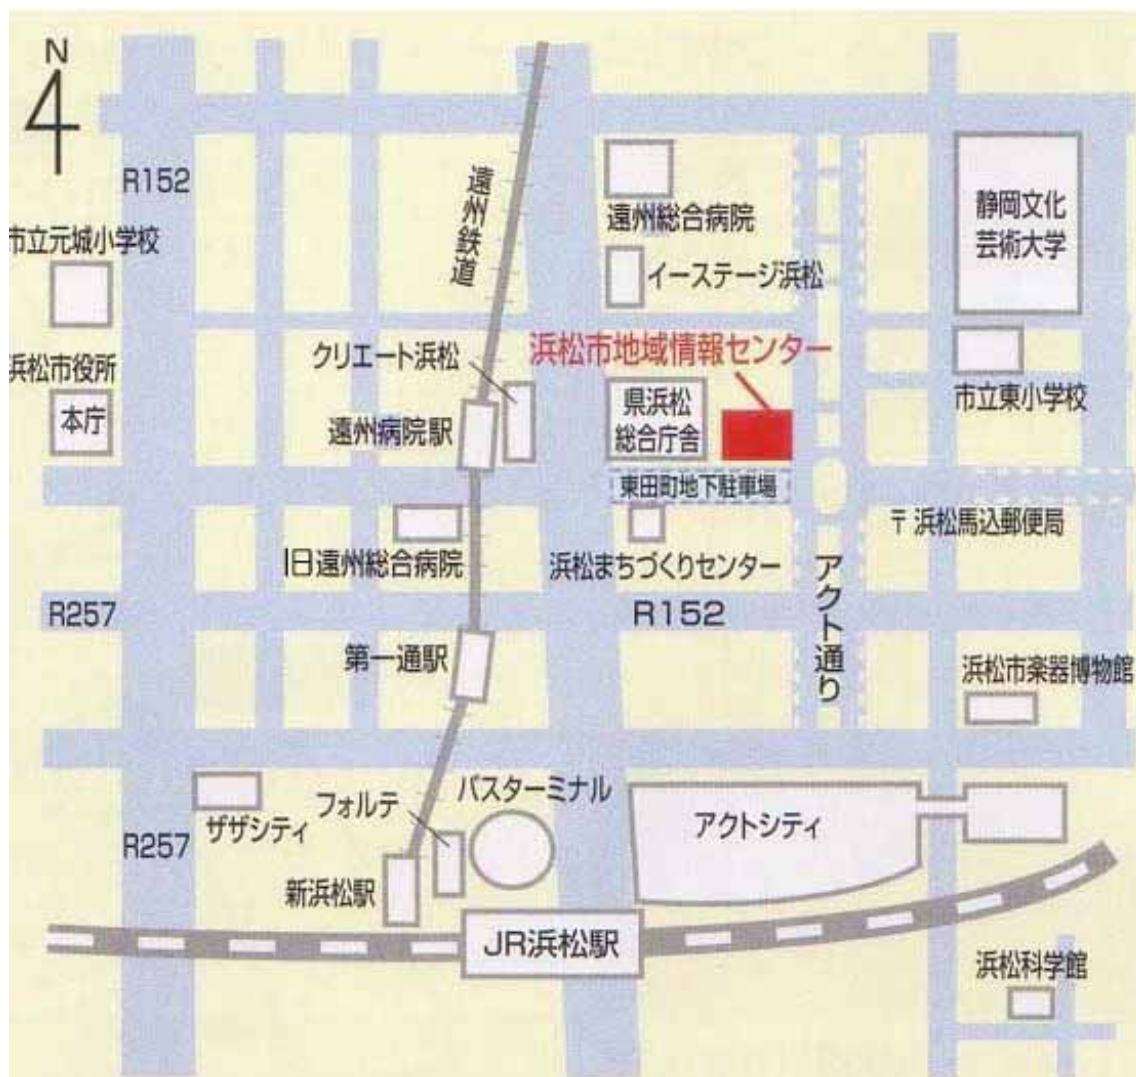 N
R152
遠州鉄道
遠州総合病院
静岡文化
芸術大学
市立元城小学校
イーステージ浜松
浜松市地域情報センター
クリエート浜松
浜松市役所
本庁
遠州病院駅
県浜松
総合庁舎
市立東小学校
東田町地下駐車場
〒浜松馬込郵便局
旧遠州総合病院
浜松まちづくりセンター
アクト通り
R257
R152
第一通駅
浜松市楽器博物館
バスターミナル
フォルテ
ザザシティ
アクトシティ
R257
新浜松駅
JR浜松駅
浜松科学館